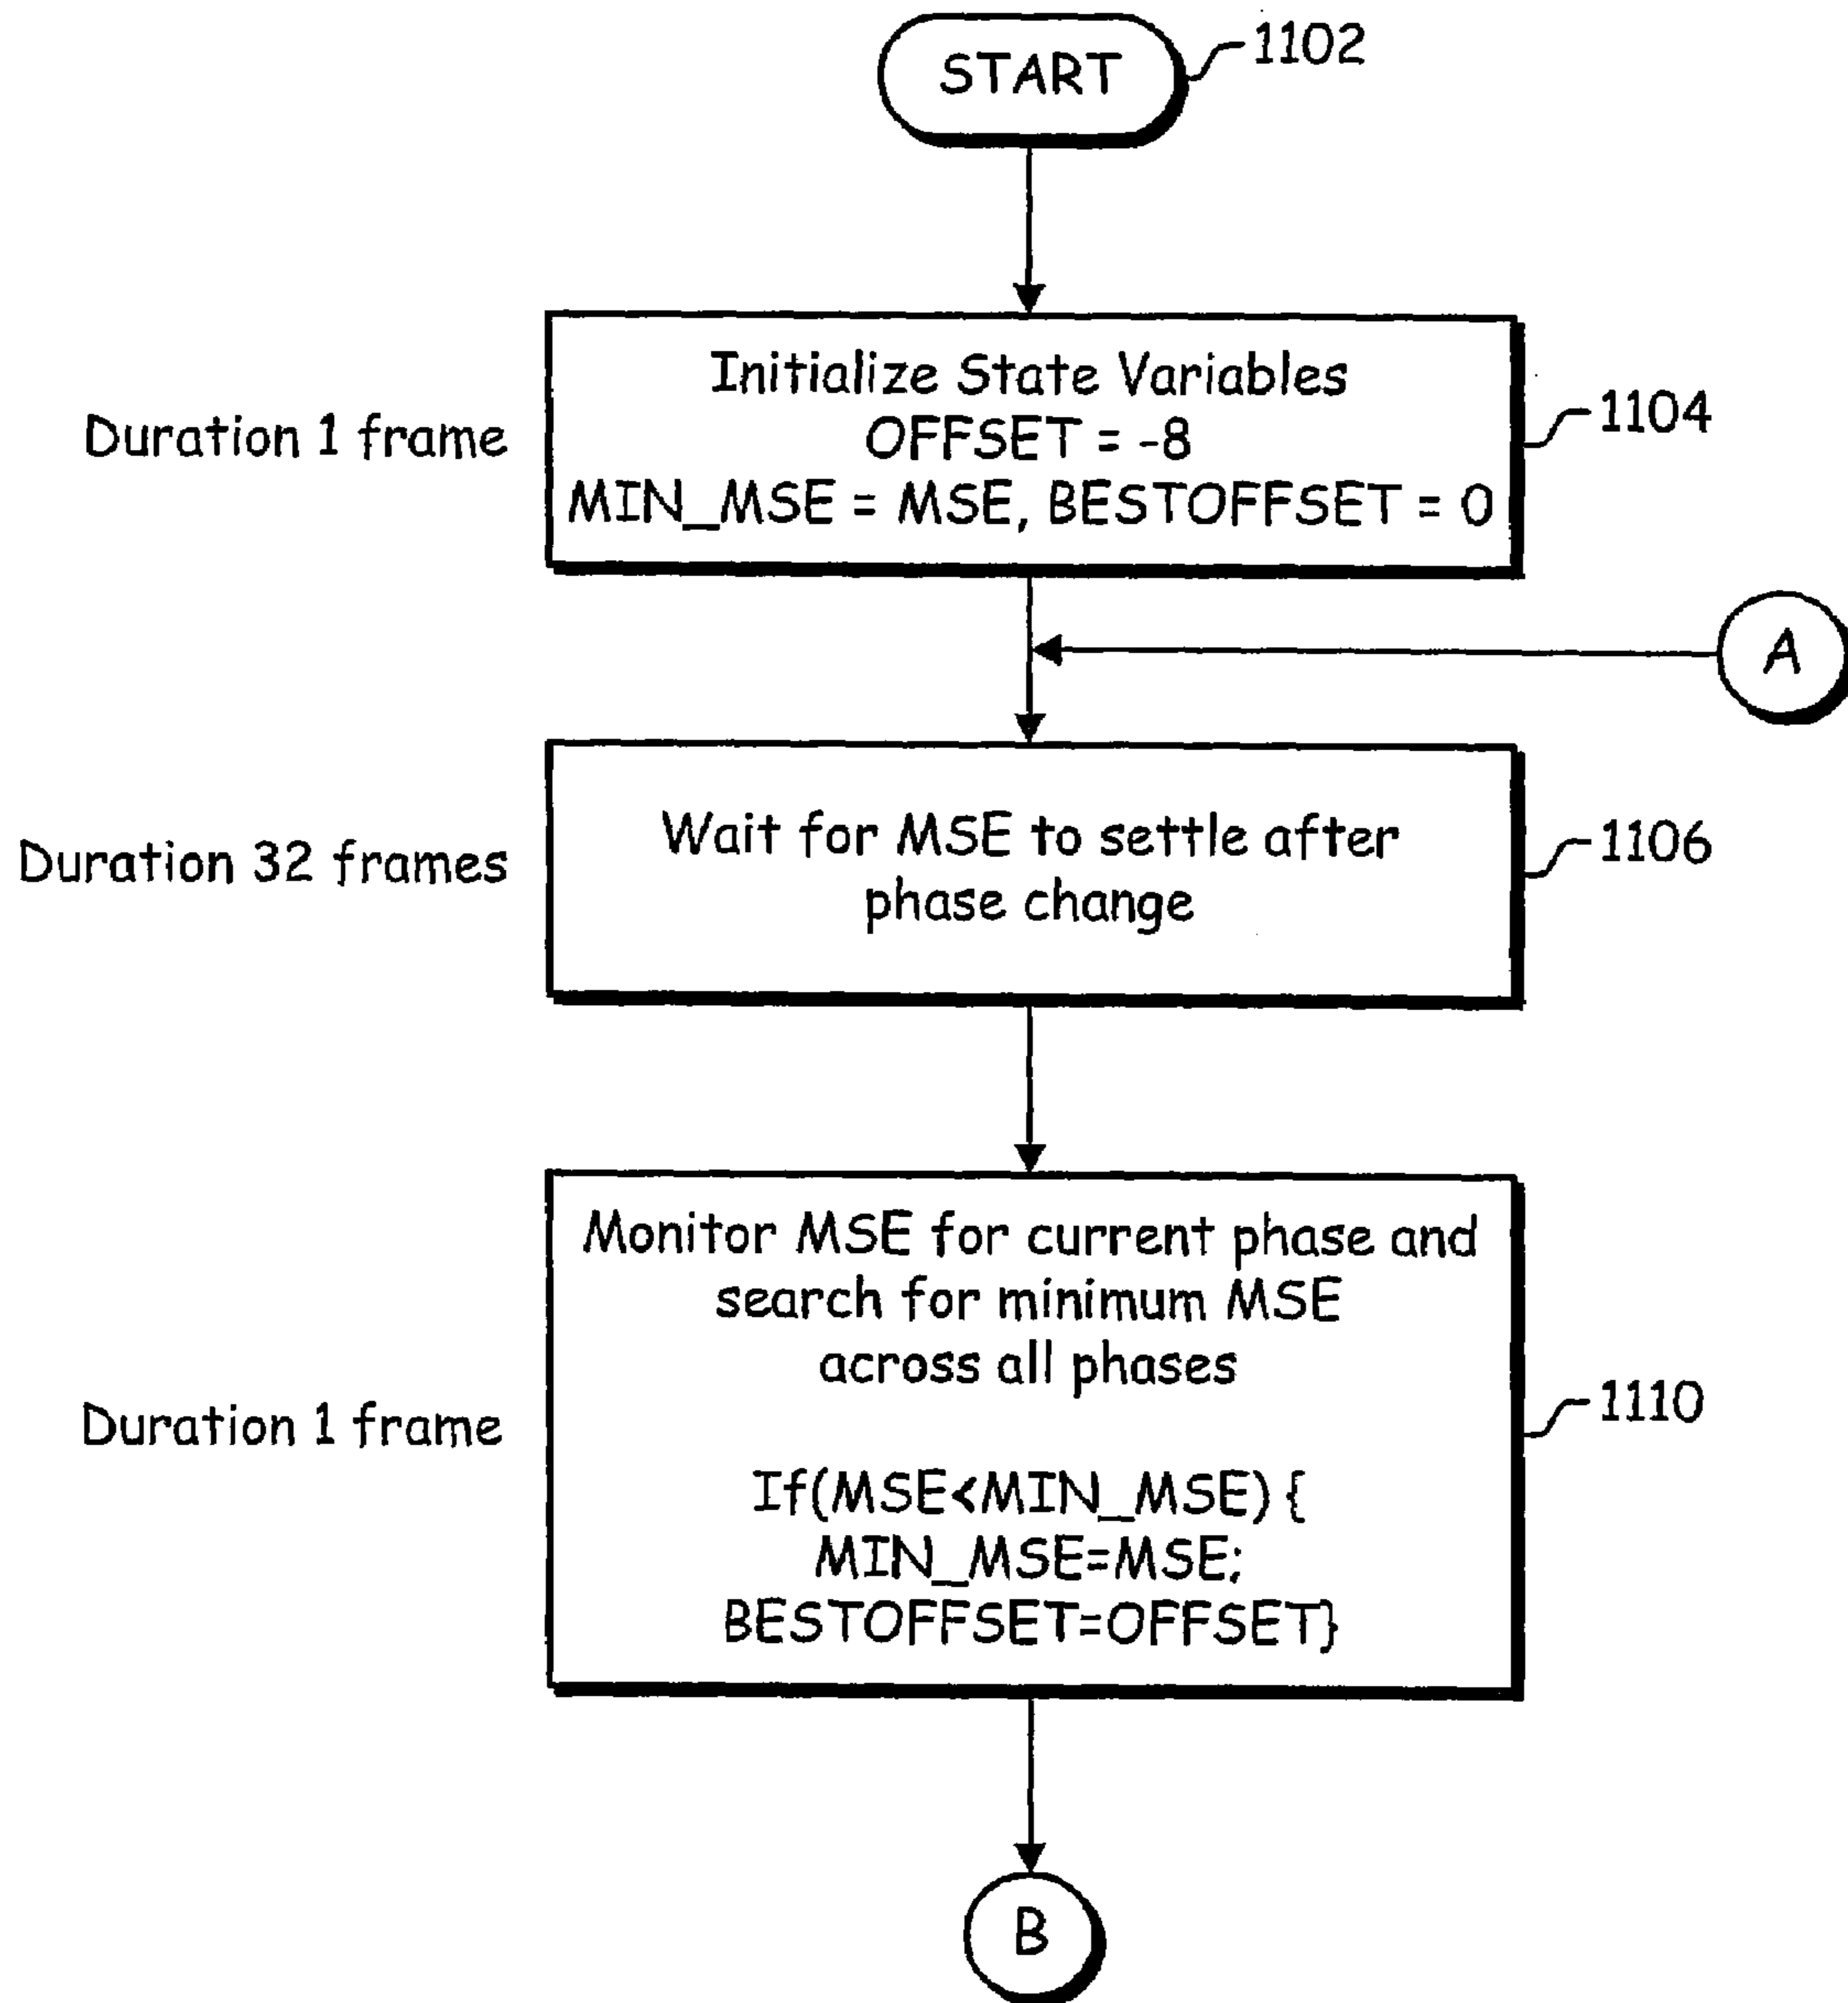 START
1102
Duration 1 frame
Initialize State Variables
OFFSET = -8
MIN_MSE = MSE, BESTOFFSET = 0
1104
A
Duration 32 frames
Wait for MSE to settle after
phase change
1106
Duration 1 frame
Monitor MSE for current phase and
search for minimum MSE
across all phases
If(MSE<MIN_MSE) {
MIN_MSE=MSE;
BESTOFFSET=OFFSET}
1110
B